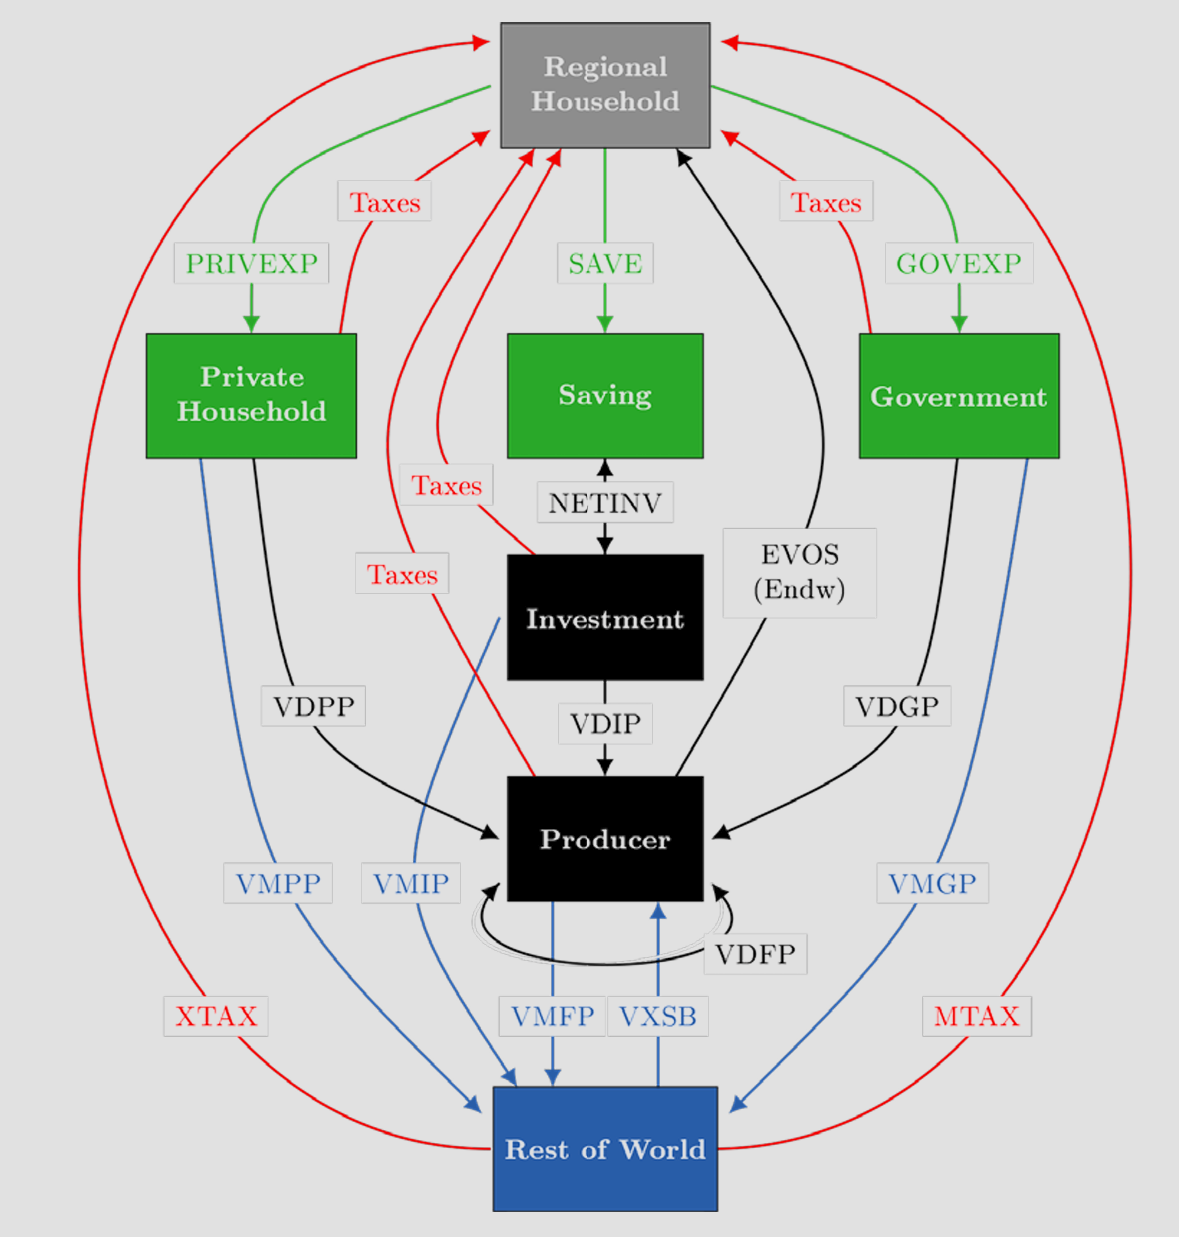 Regional
Household
Taxes
Taxes
PRIVEXP
SAVE
GOVEXP
Private
Household
Saving
Government
Taxes
NETINV
EVOS
(Endw)
Taxes
Investment
VDPP
VDIP
VDGP
Producer
VMPP
VMIP
VMGP
VDFP
XTAX
VMFP
VXSB
MTAX
Rest of World